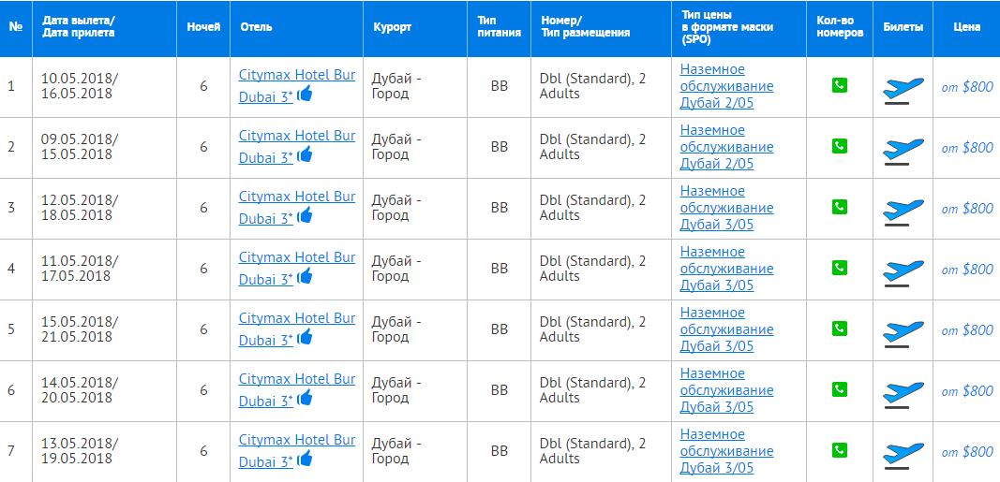 №
Дата вылета/
Дата прилета
Ночей
Отель
Курорт
Тип
питания
Номер/
Тип размещения
Тип цены
в формате маски
(SPO)
Кол-во
номеров
Билеты
Цена
1
10.05.2018/
16.05.2018
6
Citymax Hotel Bur
Dubai 3*
Дубай -
Город
BB
Dbl (Standard), 2
Adults
Наземное
обслуживание
Дубай 2/05
от $800
2
09.05.2018/
15.05.2018
6
Citymax Hotel Bur
Dubai 3*
Дубай -
Город
BB
Dbl (Standard), 2
Adults
Наземное
обслуживание
Дубай 2/05
от $800
3
12.05.2018/
18.05.2018
6
Citymax Hotel Bur
Dubai 3*
Дубай -
Город
BB
Dbl (Standard), 2
Adults
Наземное
обслуживание
Дубай 3/05
от $800
4
11.05.2018/
17.05.2018
6
Citymax Hotel Bur
Dubai 3*
Дубай -
Город
BB
Dbl (Standard), 2
Adults
Наземное
обслуживание
Дубай 3/05
от $800
5
15.05.2018/
21.05.2018
6
Citymax Hotel Bur
Dubai 3*
Дубай -
Город
BB
Dbl (Standard), 2
Adults
Наземное
обслуживание
Дубай 3/05
от $800
6
14.05.2018/
20.05.2018
6
Citymax Hotel Bur
Dubai 3*
Дубай -
Город
BB
Dbl (Standard), 2
Adults
Наземное
обслуживание
Дубай 3/05
от $800
7
13.05.2018/
19.05.2018
6
Citymax Hotel Bur
Dubai 3*
Дубай -
Город
BB
Dbl (Standard), 2
Adults
Наземное
обслуживание
Дубай 3/05
от $800